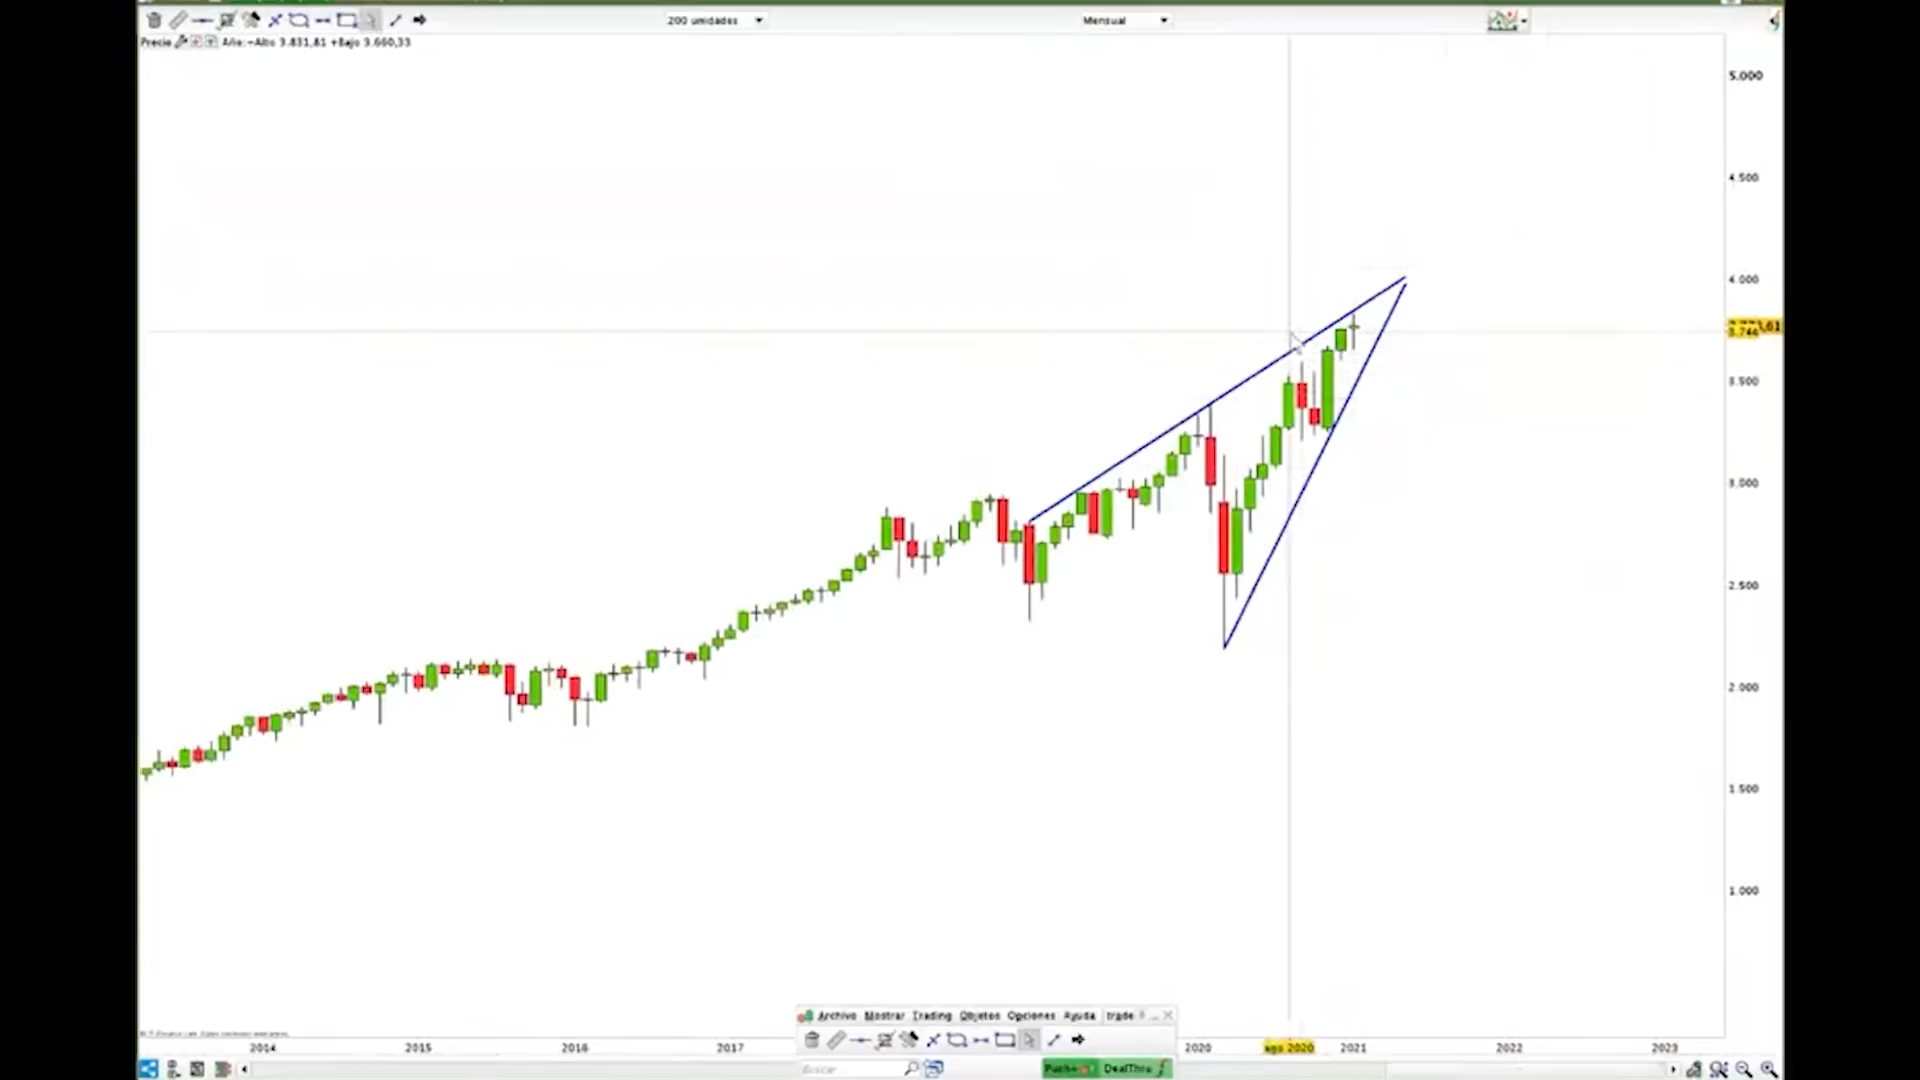 200 unidades
Mensual
Precio Año:-Alto 3.831,81 +Bajo 3.660,33
5.000
4.500
4.000
3.500
3.000
2.500
2.000
1.500
1.000
Archivo Mostrar Trading Objetos Opciones Ayuda trade
2014 2015 2016 2017 2020 ago 2020 2021 2022 2023
Buscar
DealThru